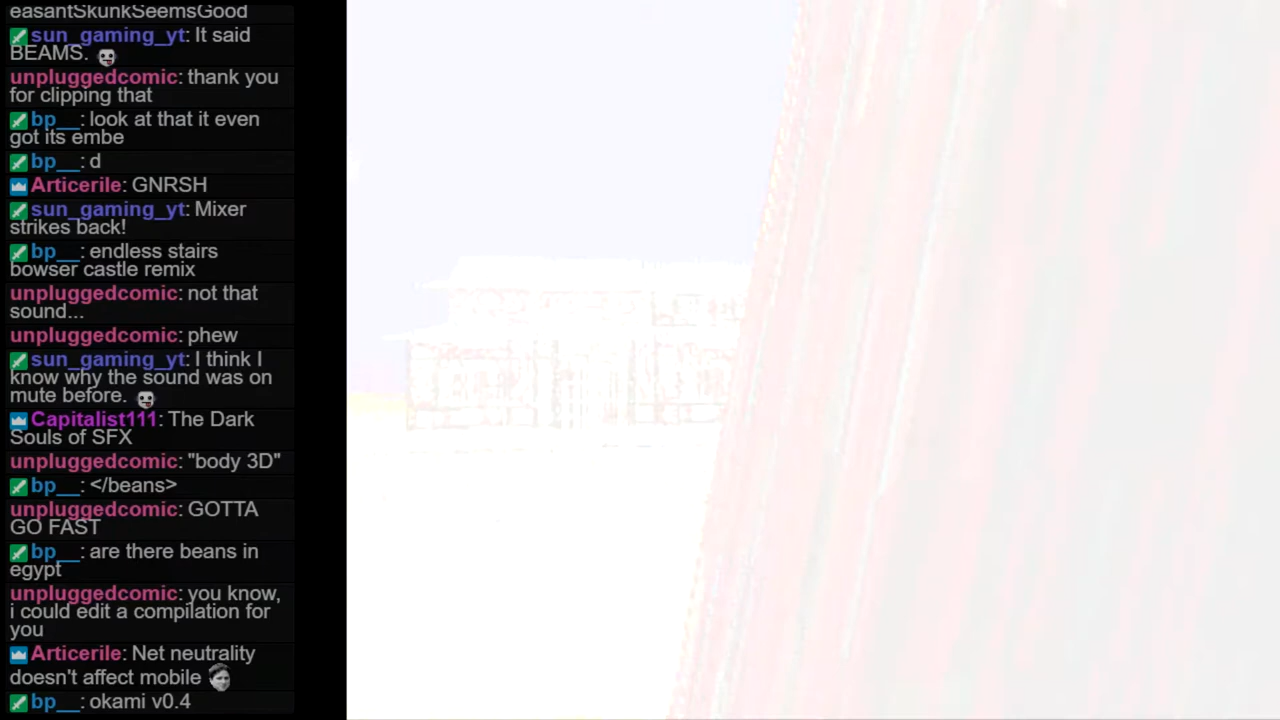 easantSkunkSeemsGood
sun_gaming_yt: It said
BEAMS.
unpluggedcomic: thank you
for clipping that
bp__: look at that it even
got its embe
bp__: d
Articerile: GNRSH
sun_gaming_yt: Mixer
strikes back!
bp__: endless stairs
bowser castle remix
unpluggedcomic: not that
sound...
unpluggedcomic: phew
sun_gaming_yt: I think I
know why the sound was on
mute before.
Capitalist111: The Dark
Souls of SFX
unpluggedcomic: "body 3D"
bp__: </beans>
unpluggedcomic: GOTTA
GO FAST
bp__: are there beans in
egypt
unpluggedcomic: you know,
i could edit a compilation for
you
Articerile: Net neutrality
doesn't affect mobile
bp__: okami v0.4